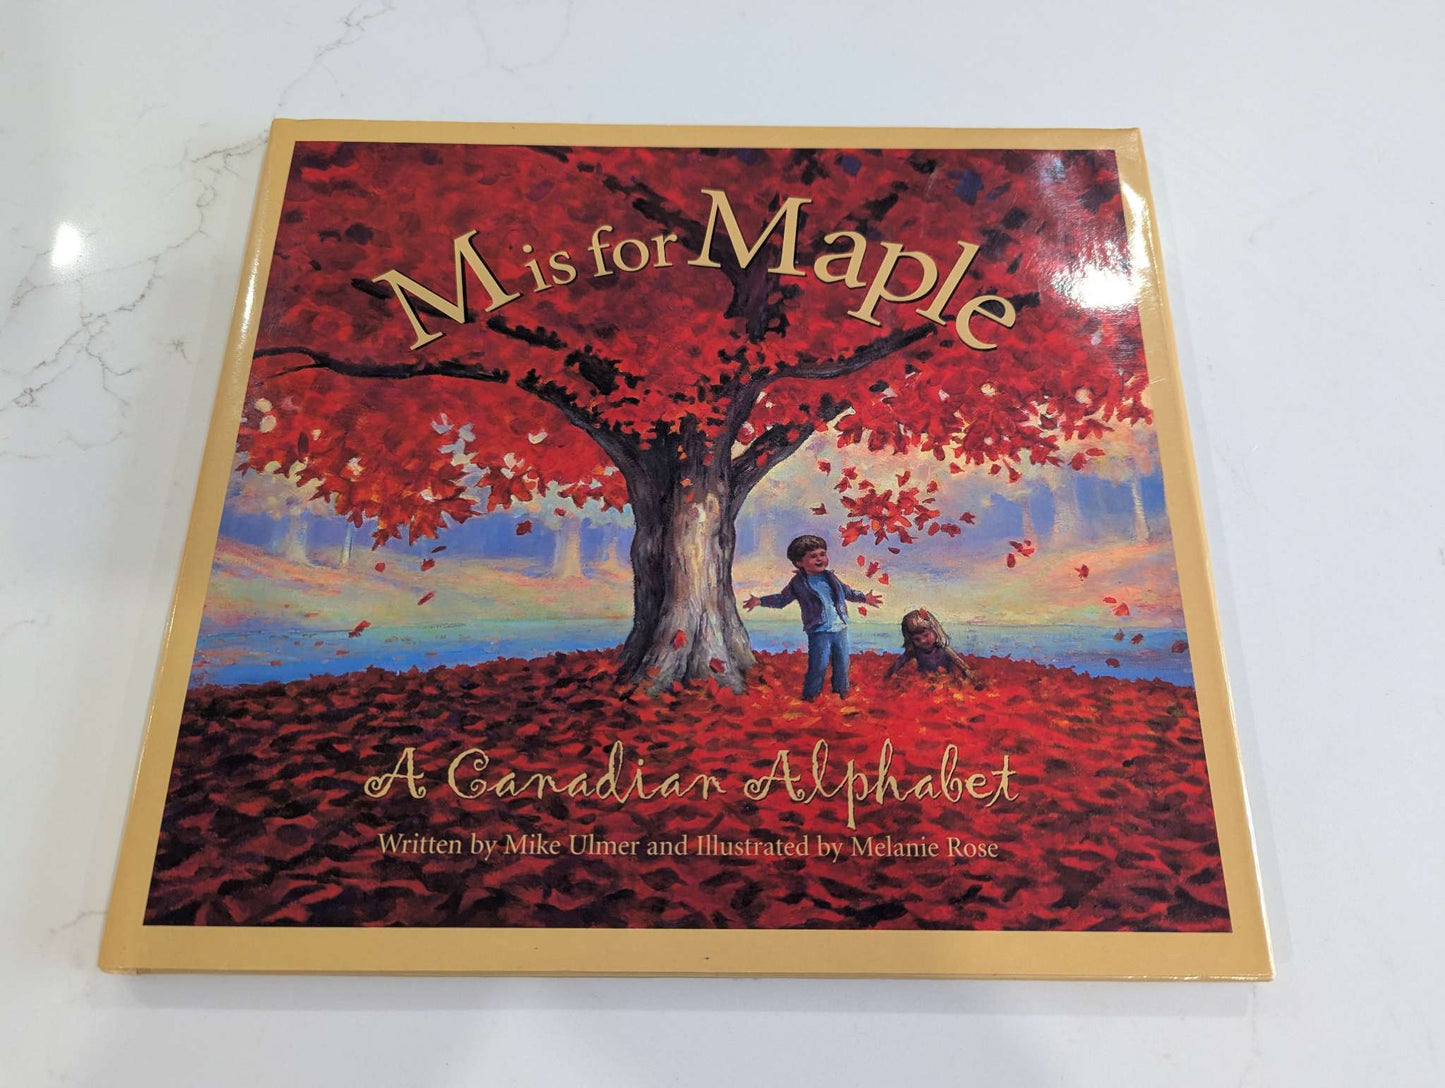 M is for Maple
A Canadian Alphabet
Written by Mike Ulmer and Illustrated by Melanie Rose